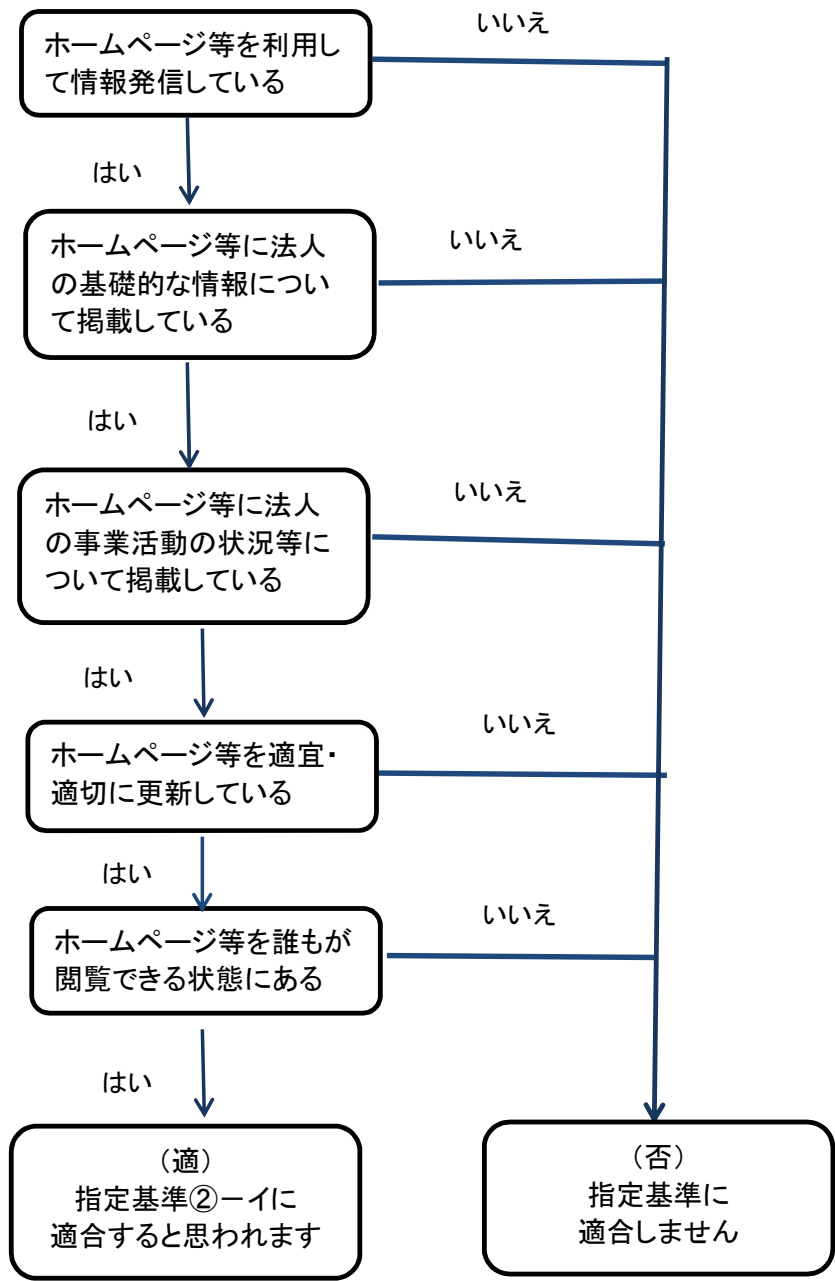 ホームページ等を利用し
て情報発信している
いいえ
はい
ホームページ等に法人
の基礎的な情報につい
て掲載している
いいえ
はい
ホームページ等に法人
の事業活動の状況等に
ついて掲載している
いいえ
はい
ホームページ等を適宜・
適切に更新している
いいえ
はい
ホームページ等を誰もが
閲覧できる状態にある
いいえ
はい
（適）
指定基準②－イに
適合すると思われます
（否）
指定基準に
適合しません